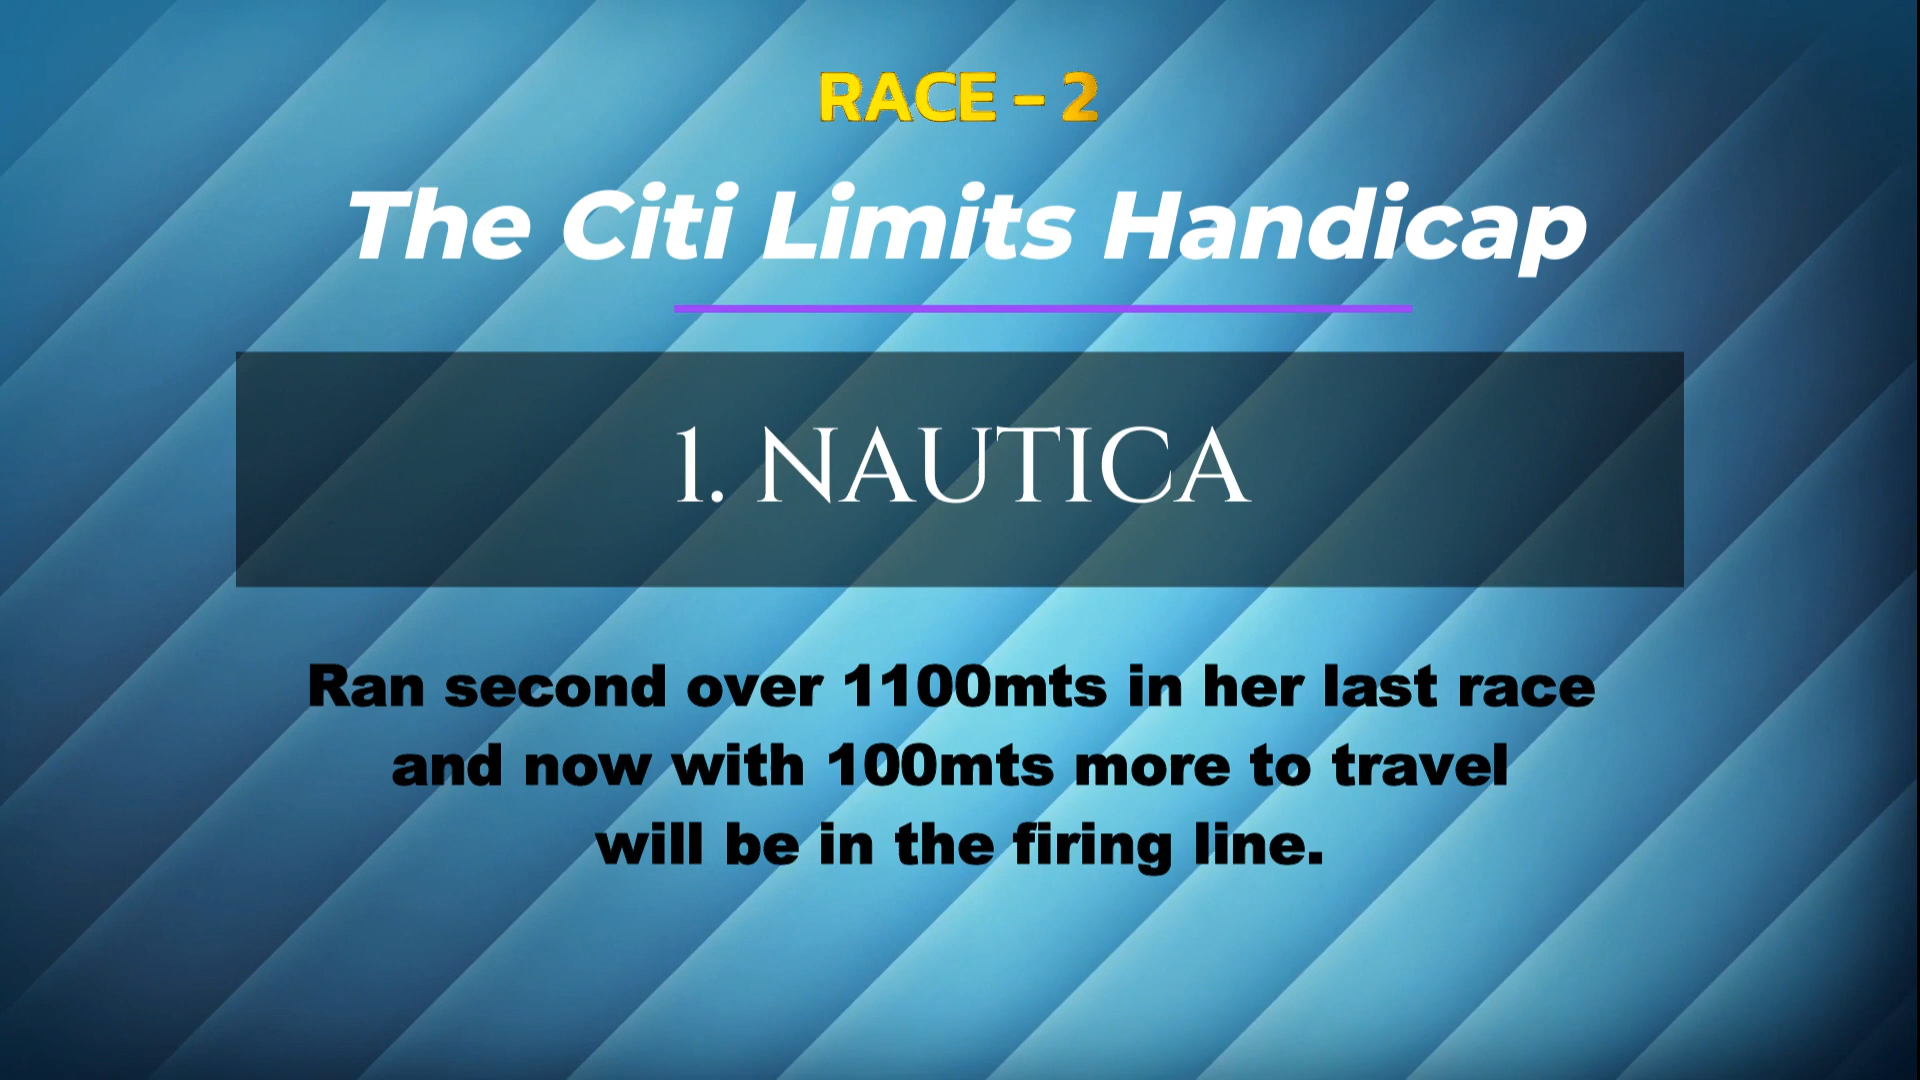 RACE – 2
The Citi Limits Handicap
1. NAUTICA
Ran second over 1100mts in her last race
and now with 100mts more to travel
will be in the firing line.